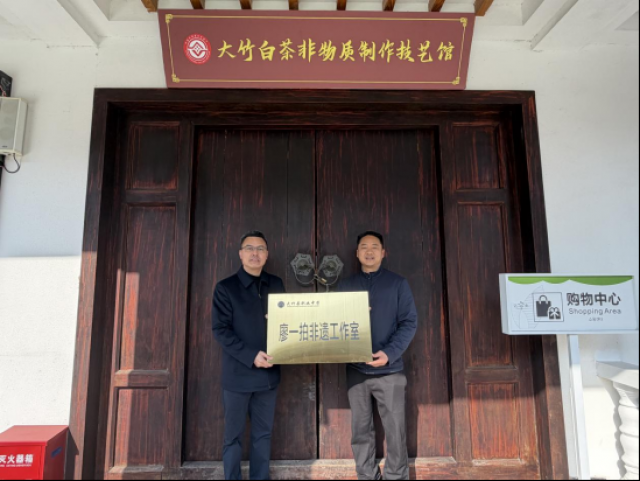 大竹白茶非物质制作技艺馆
廖一拍非遗工作室
购物中心
Shopping Area
灭火器箱